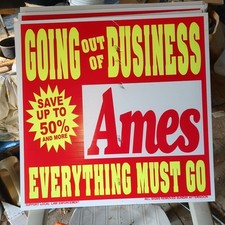 GOING OUT OF BUSINESS
SAVE
UP TO
50%
AND MORE
Ames
EVERYTHING MUST GO